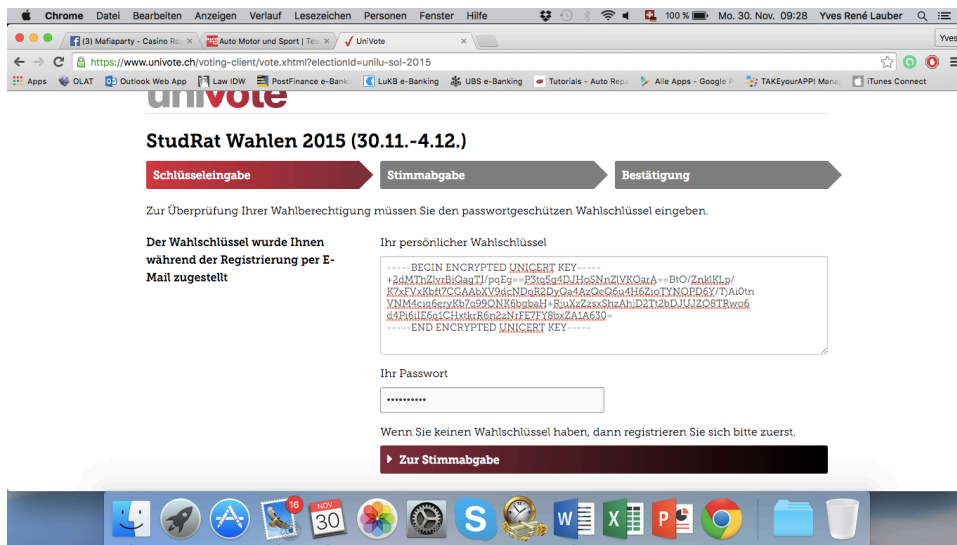 Chrome Datei Bearbeiten Anzeigen Verlauf Lesezeichen Personen Fenster Hilfe 100 % Mo. 30. Nov. 09:28 Yves René Lauber
(3) Mafiaparty - Casino Ro Auto Motor und Sport | Tec UniVote Yves
https://www.univote.ch/voting-client/vote.xhtml?electionId=unilu-sol-2015
Apps OLAT Outlook Web App Law IDW PostFinance e-Banki LuKB e-Banking UBS e-Banking Tutorials - Auto Repa Alle Apps - Google P TAKEyourAPP! Mana iTunes Connect
univote
StudRat Wahlen 2015 (30.11.-4.12.)
Schlüsseleingabe Stimmabgabe Bestätigung
Zur Überprüfung Ihrer Wahlberechtigung müssen Sie den passwortgeschützen Wahlschlüssel eingeben.
Der Wahlschlüssel wurde Ihnen
während der Registrierung per E-
Mail zugestellt
Ihr persönlicher Wahlschlüssel
-----BEGIN ENCRYPTED UNICERT KEY-----
-----END ENCRYPTED UNICERT KEY-----
Ihr Passwort
••••••••••
Wenn Sie keinen Wahlschlüssel haben, dann registrieren Sie sich bitte zuerst.
Zur Stimmabgabe
16
NOV
30
S
W X P